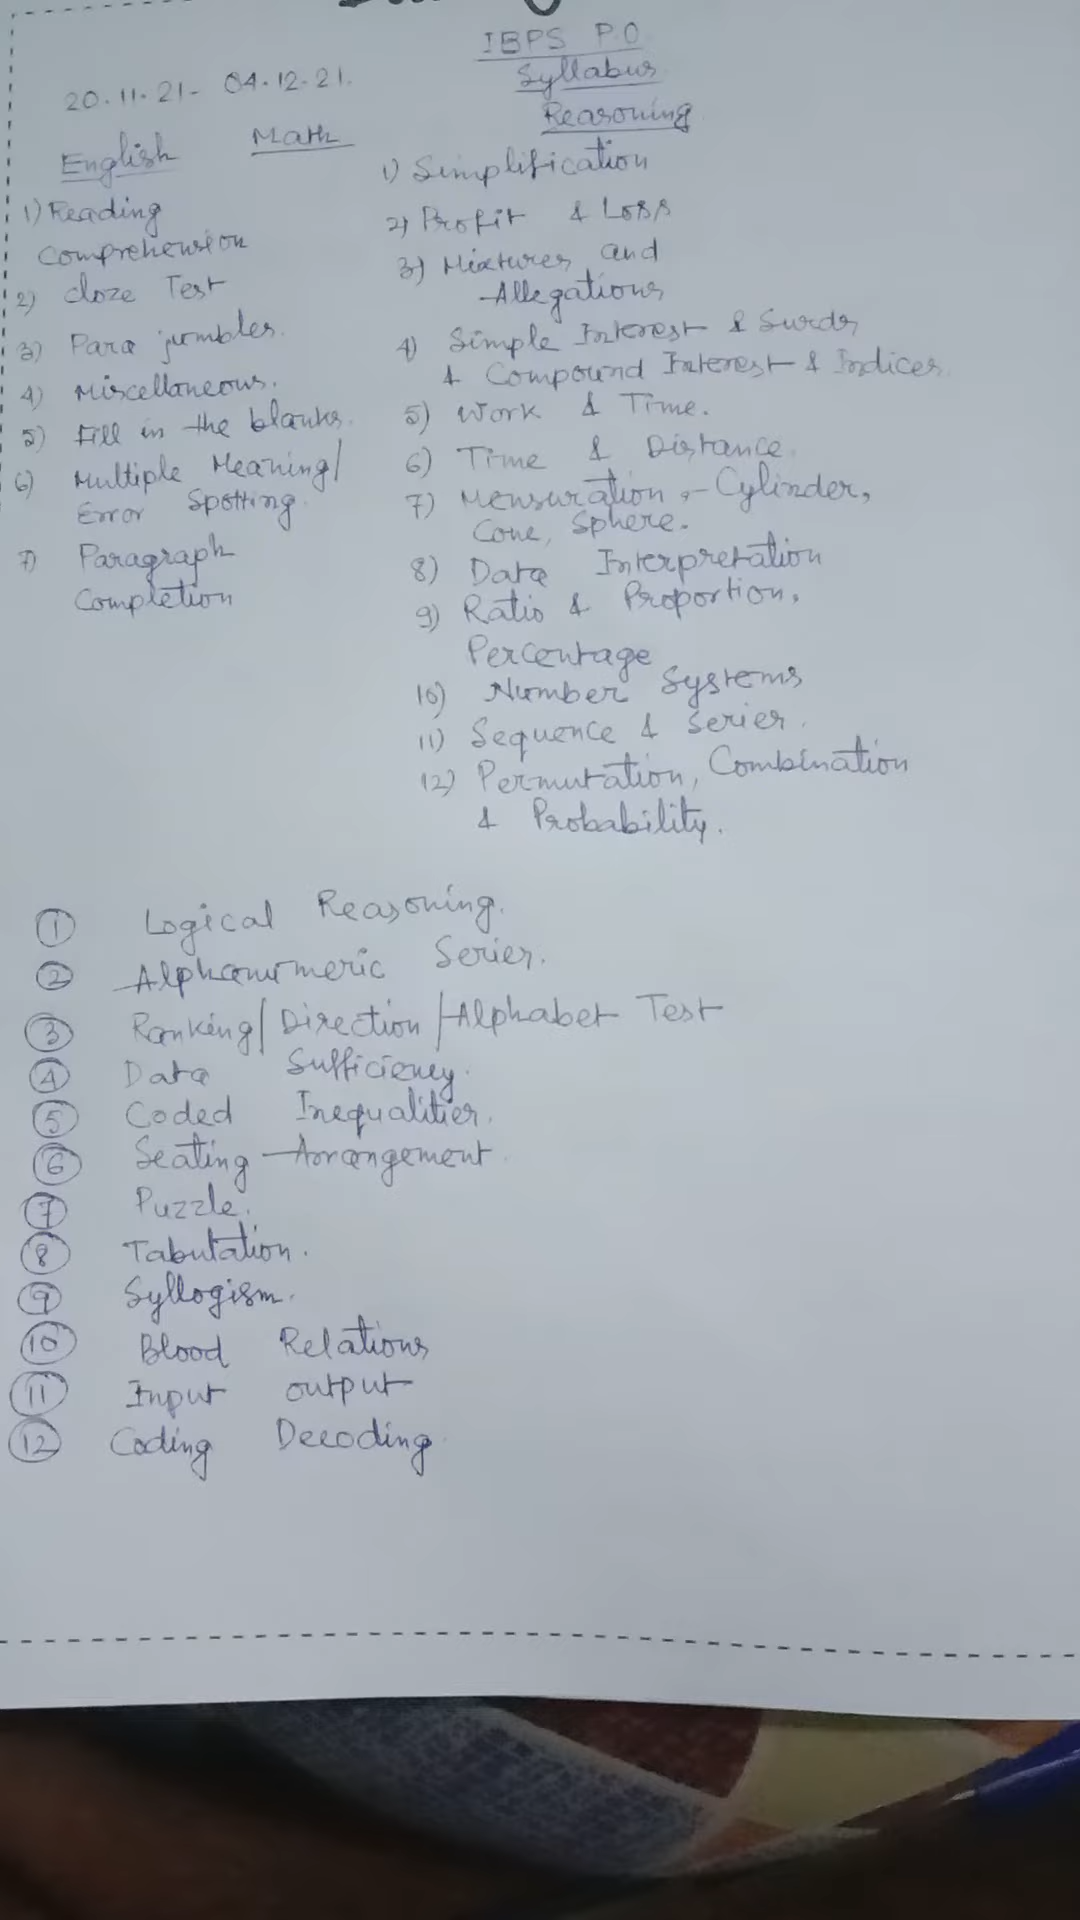 IBPS P.O
Syllabus
20.11.21- 04.12.21.
Reasoning
English
Math
1) Reading
Comprehension
2) Cloze Test
3) Para jumbles.
4) Miscellaneous.
5) Fill in the blanks.
6) Multiple Meaning/
Error Spotting.
7) Paragraph
Completion
1) Simplification
2) Profit & Loss
3) Mixtures and
Allegations
4) Simple Interest & Surds
& Compound Interest & Indices
5) Work & Time.
6) Time & Distance.
7) Mensuration - Cylinder,
Cone, Sphere.
8) Data Interpretation
9) Ratio & Proportion,
Percentage
10) Number Systems
11) Sequence & Series.
12) Permutation, Combination
& Probability.
1 Logical Reasoning.
2 Alphanumeric Series.
3 Ranking/Direction/Alphabet Test
4 Data Sufficiency.
5 Coded Inequalities.
6 Seating Arrangement.
7 Puzzle.
8 Tabutation.
9 Syllogism.
10 Blood Relations
11 Input output
12 Coding Decoding.